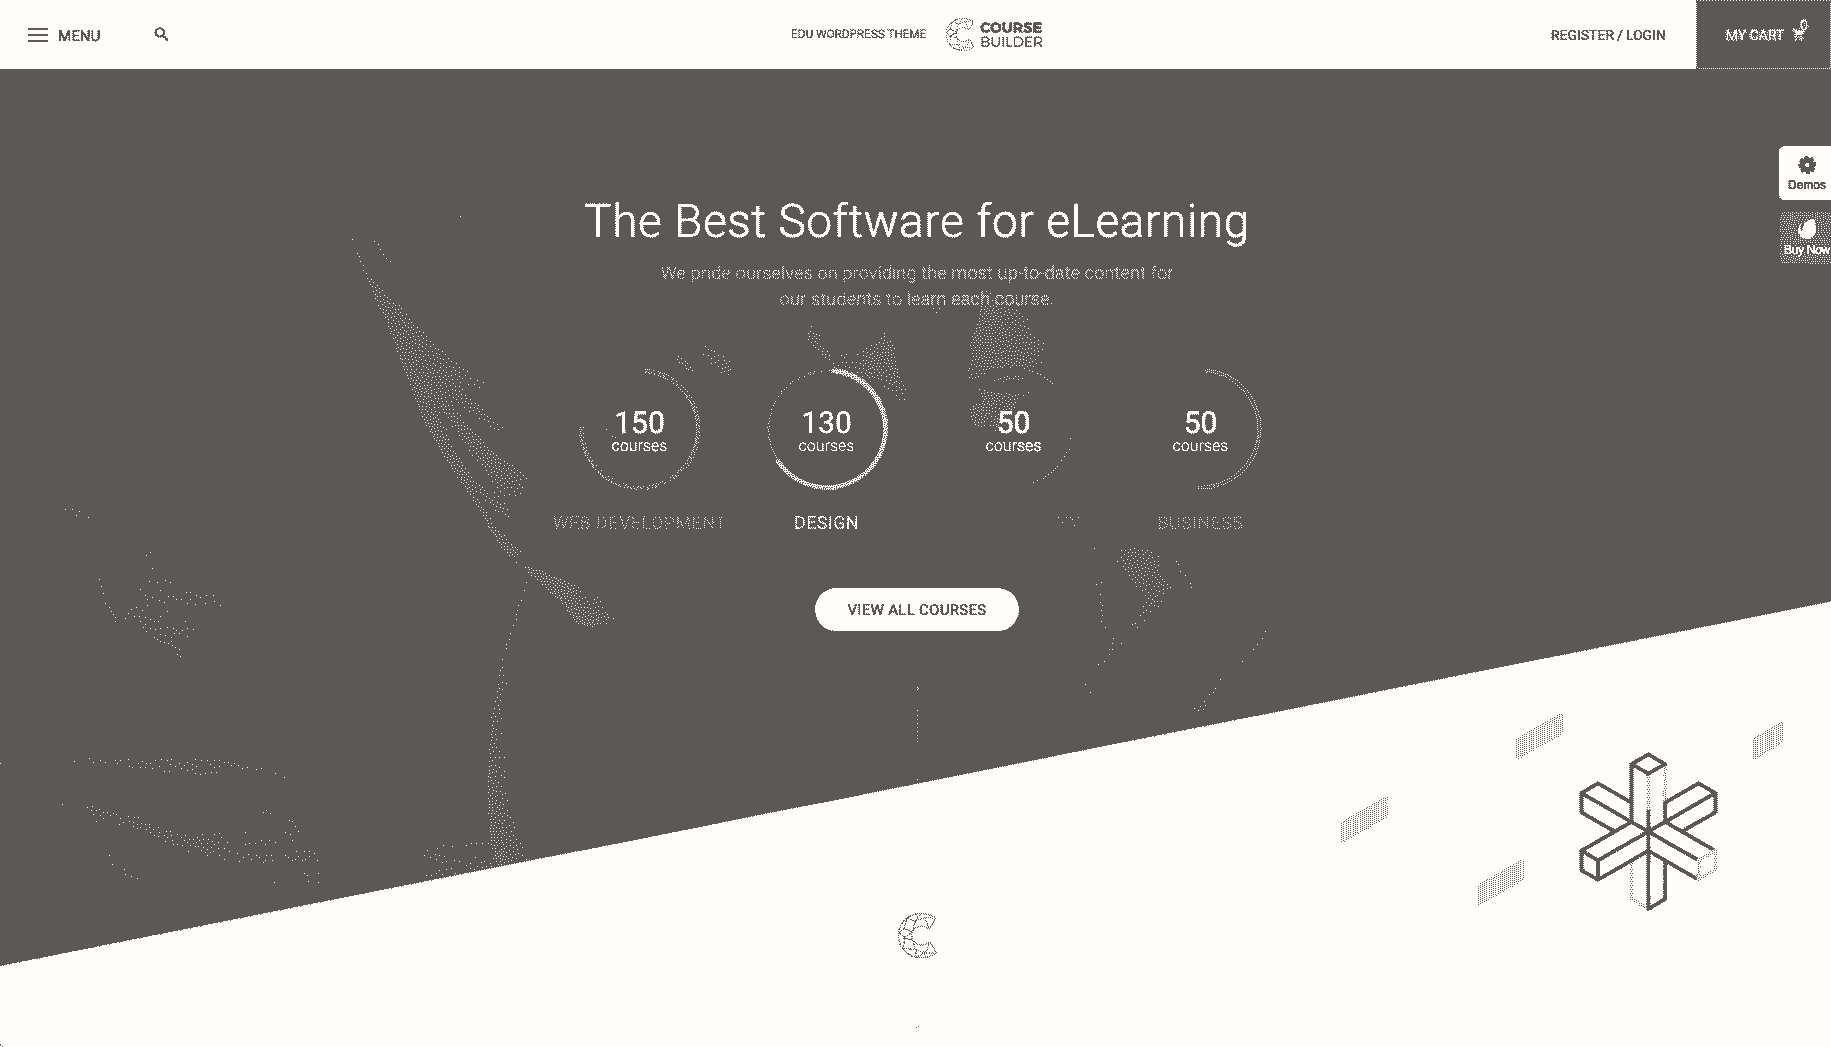 MENU
EDU WORDPRESS THEME
COURSE
BUILDER
REGISTER / LOGIN
MY CART
0
Demos
Buy Now
The Best Software for eLearning
We pride ourselves on providing the most up-to-date content for
our students to learn each course.
150
courses
130
courses
50
courses
50
courses
WEB DEVELOPMENT
DESIGN
BUSINESS
VIEW ALL COURSES